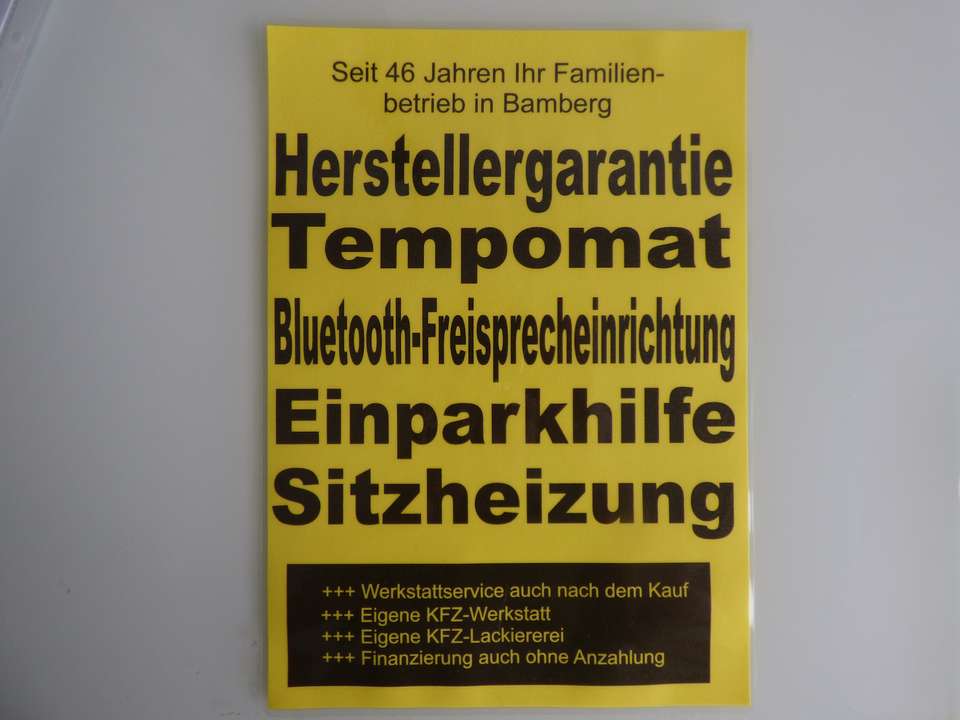 Seit 46 Jahren Ihr Familien-
betrieb in Bamberg
Herstellergarantie
Tempomat
Bluetooth-Freisprecheinrichtung
Einparkhilfe
Sitzheizung
+++ Werkstattservice auch nach dem Kauf
+++ Eigene KFZ-Werkstatt
+++ Eigene KFZ-Lackiererei
+++ Finanzierung auch ohne Anzahlung